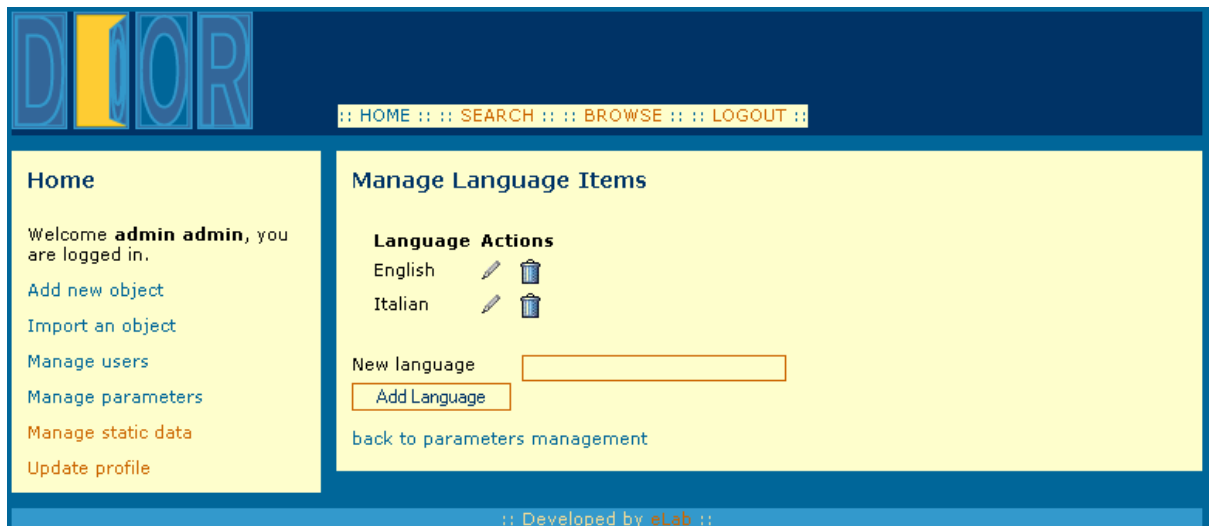 DOOR
:: HOME :: :: SEARCH :: :: BROWSE :: :: LOGOUT ::
Home
Welcome admin admin, you
are logged in.
Add new object
Import an object
Manage users
Manage parameters
Manage static data
Update profile
Manage Language Items
Language Actions
English
Italian
New language
Add Language
back to parameters management
:: Developed by eLab ::